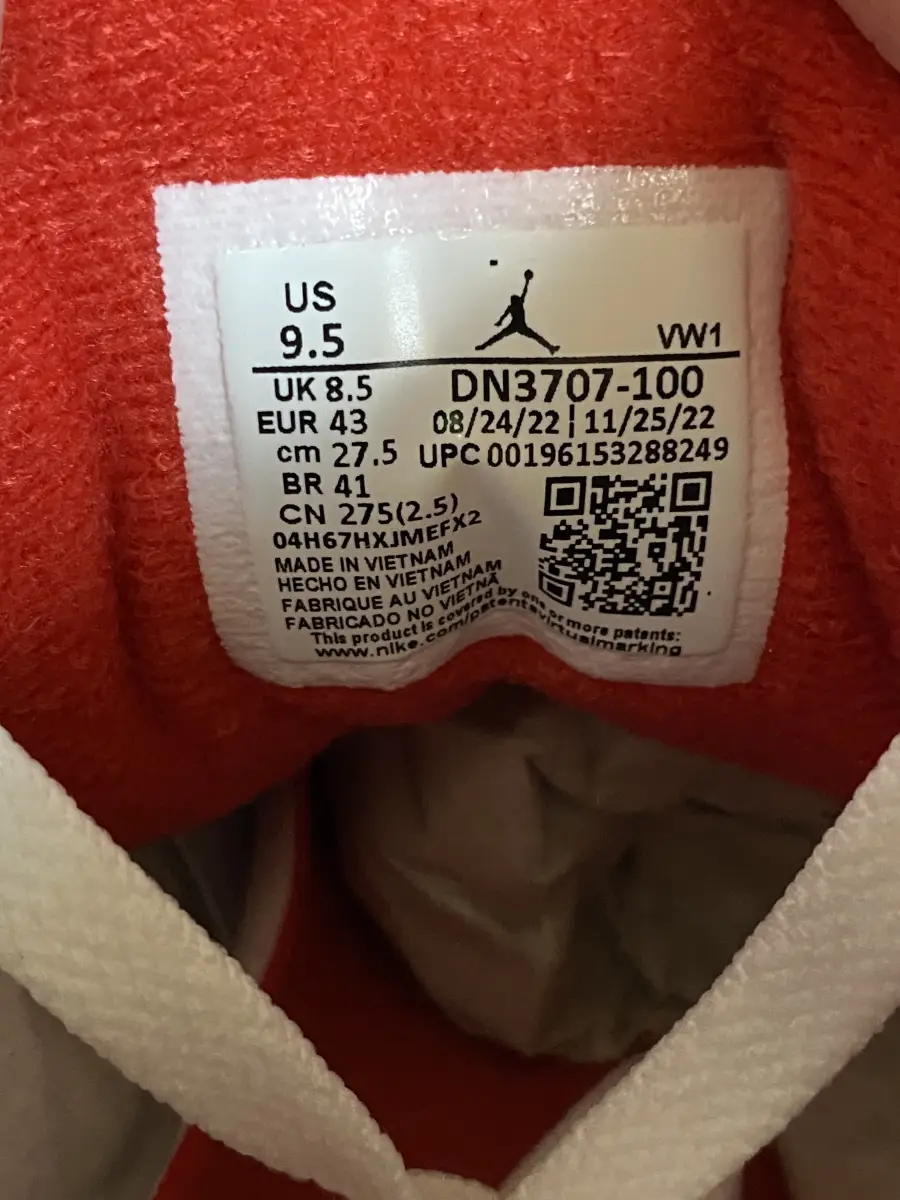 US
9.5
VW1
UK 8.5
DN3707-100
EUR 43
08/24/22 | 11/25/22
cm 27.5
UPC 00196153288249
BR 41
CN 275(2.5)
04H67HXJMEFX2
MADE IN VIETNAM
HECHO EN VIETNAM
FABRIQUE AU VIETNAM
FABRICADO NO VIETNÃ
This product is covered by one or more patents:
www.nike.com/patentsvirtualmarking